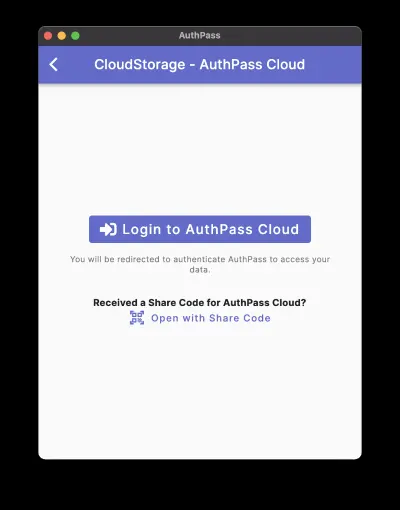 AuthPass
CloudStorage - AuthPass Cloud
Login to AuthPass Cloud
You will be redirected to authenticate AuthPass to access your
data.
Received a Share Code for AuthPass Cloud?
Open with Share Code